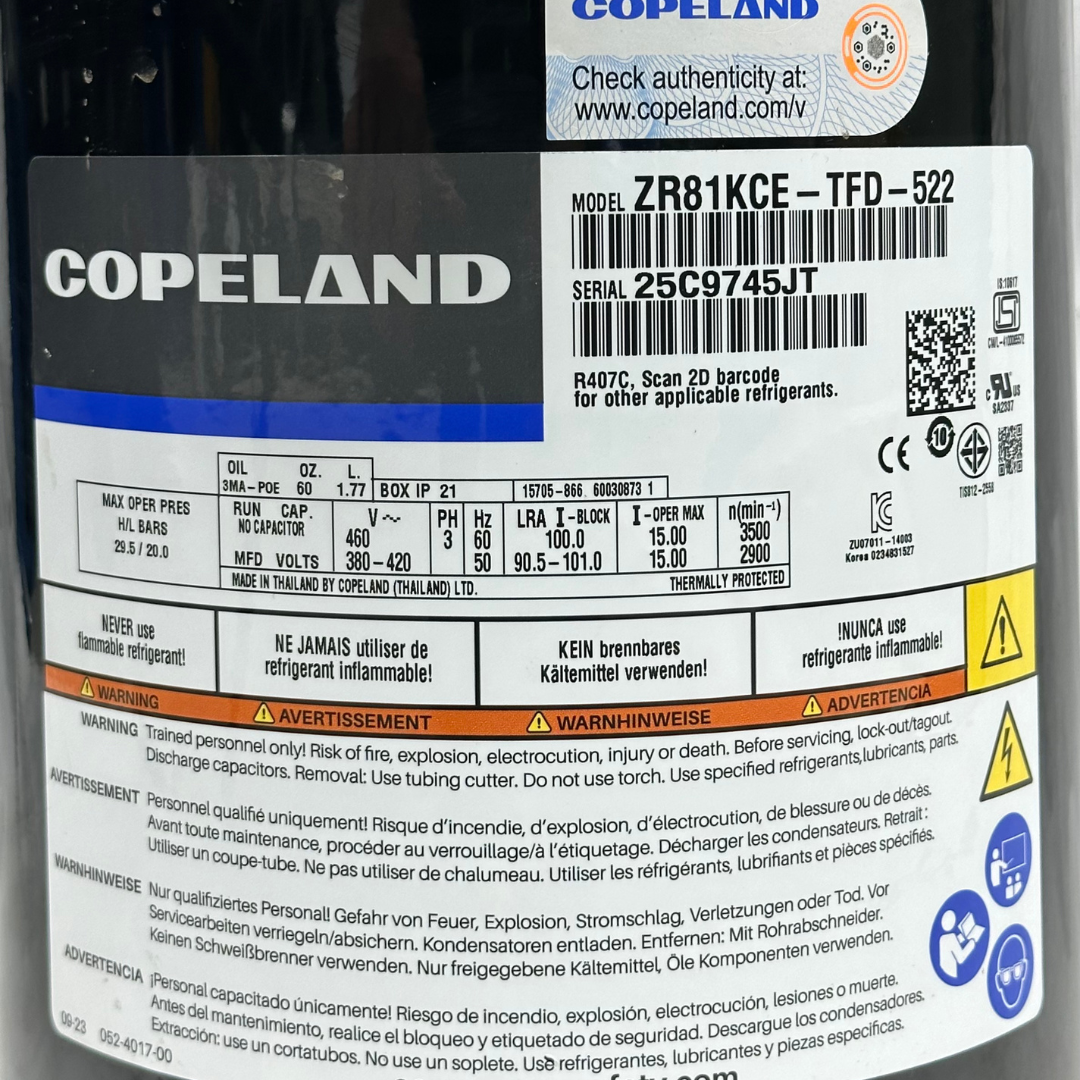 COPELAND
Check authenticity at:
www.copeland.com/v
MODEL ZR81KCE-TFD-522
COPELAND
SERIAL 25C9745JT
R407C, Scan 2D barcode
for other applicable refrigerants.
IS:10617
c UL US
SA2337
CE
10
TIS812-2558
ZU07011-14003
Korea 0234831527
OIL OZ. L.
3MA-POE 60 1.77
BOX IP 21
15705-866 60030873 1
MAX OPER PRES
H/L BARS
29.5 / 20.0
RUN CAP. V~ PH Hz LRA I-BLOCK I-OPER MAX n(min⁻¹)
NO CAPACITOR 460 3 60 100.0 15.00 3500
MFD VOLTS 380-420 50 90.5-101.0 15.00 2900
MADE IN THAILAND BY COPELAND (THAILAND) LTD. THERMALLY PROTECTED
NEVER use
flammable refrigerant!
NE JAMAIS utiliser de
refrigerant inflammable!
KEIN brennbares
Kältemittel verwenden!
!NUNCA use
refrigerante inflammable!
WARNING
AVERTISSEMENT
WARNHINWEISE
ADVERTENCIA
WARNING Trained personnel only! Risk of fire, explosion, electrocution, injury or death. Before servicing, lock-out/tagout.
Discharge capacitors. Removal: Use tubing cutter. Do not use torch. Use specified refrigerants,lubricants, parts.
AVERTISSEMENT Personnel qualifié uniquement! Risque d'incendie, d'explosion, d'électrocution, de blessure ou de décès.
Avant toute maintenance, procéder au verrouillage/à l'étiquetage. Décharger les condensateurs. Retrait :
Utiliser un coupe-tube. Ne pas utiliser de chalumeau. Utiliser les réfrigérants, lubrifiants et pièces spécifiés.
WARNHINWEISE Nur qualifiziertes Personal! Gefahr von Feuer, Explosion, Stromschlag, Verletzungen oder Tod. Vor
Servicearbeiten verriegeln/absichern. Kondensatoren entladen. Entfernen: Mit Rohrabschneider.
Keinen Schweißbrenner verwenden. Nur freigegebene Kältemittel, Öle Komponenten verwenden.
ADVERTENCIA ¡Personal capacitado únicamente! Riesgo de incendio, explosión, electrocución, lesiones o muerte.
Antes del mantenimiento, realice el bloqueo y etiquetado de seguridad. Descargue los condensadores.
Extracción: use un cortatubos. No use un soplete. Use refrigerantes, lubricantes y piezas especificas.
09-23 052-4017-00